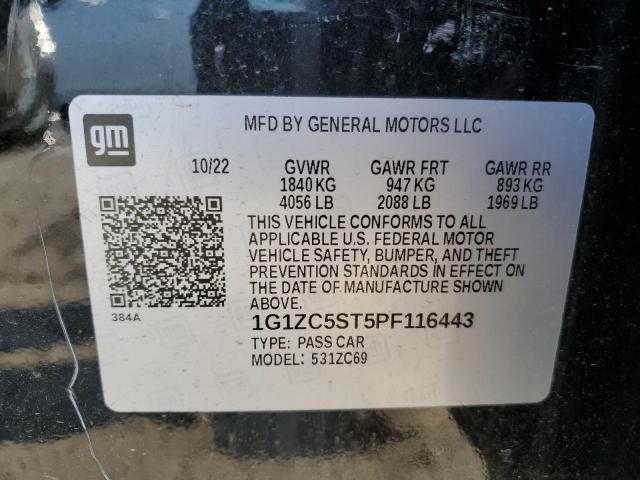 gm
MFD BY GENERAL MOTORS LLC
10/22 GVWR GAWR FRT GAWR RR
1840 KG 947 KG 893 KG
4056 LB 2088 LB 1969 LB
THIS VEHICLE CONFORMS TO ALL
APPLICABLE U.S. FEDERAL MOTOR
VEHICLE SAFETY, BUMPER, AND THEFT
PREVENTION STANDARDS IN EFFECT ON
THE DATE OF MANUFACTURE SHOWN
ABOVE.
384A
1G1ZC5ST5PF116443
TYPE: PASS CAR
MODEL: 531ZC69